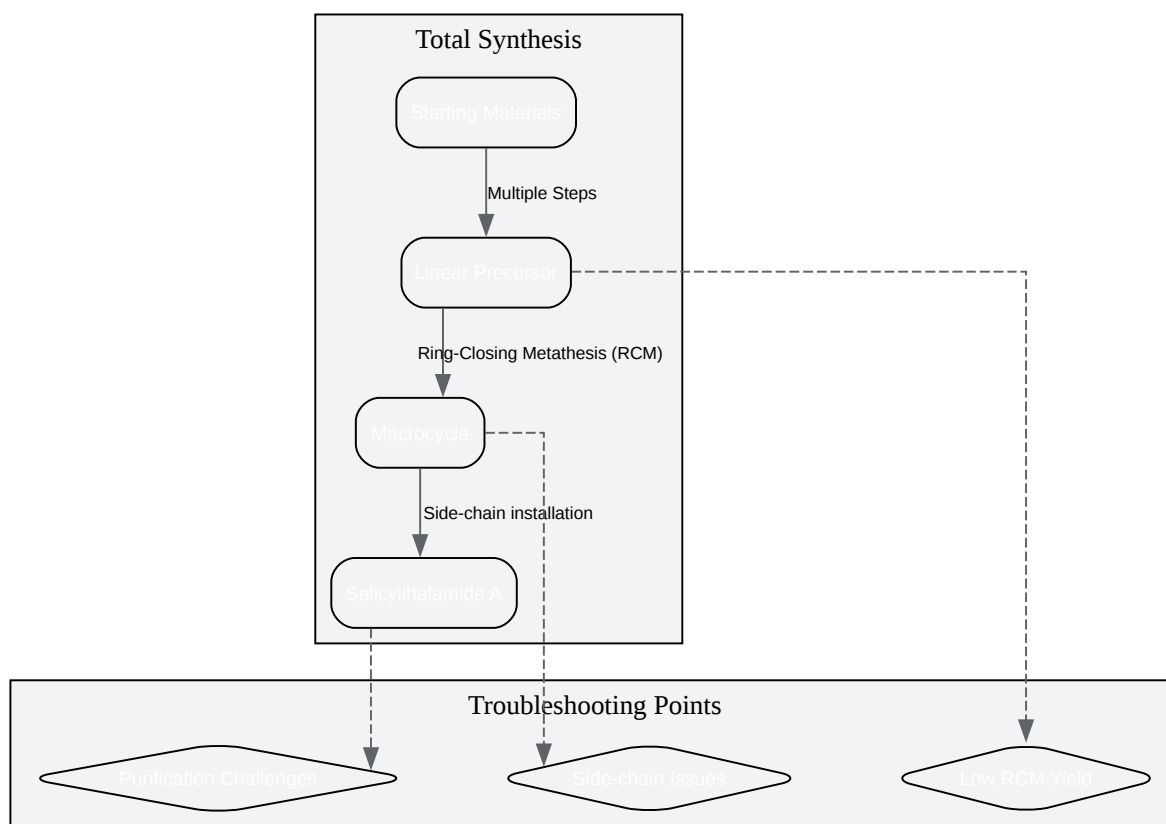 Total Synthesis
Starting Materials
Multiple Steps
Linear Precursor
Ring-Closing Metathesis (RCM)
Macrocycle
Side-chain installation
Salicylihalamide A
Troubleshooting Points
Purification Challenges
Side-chain Issues
Low RCM Yield